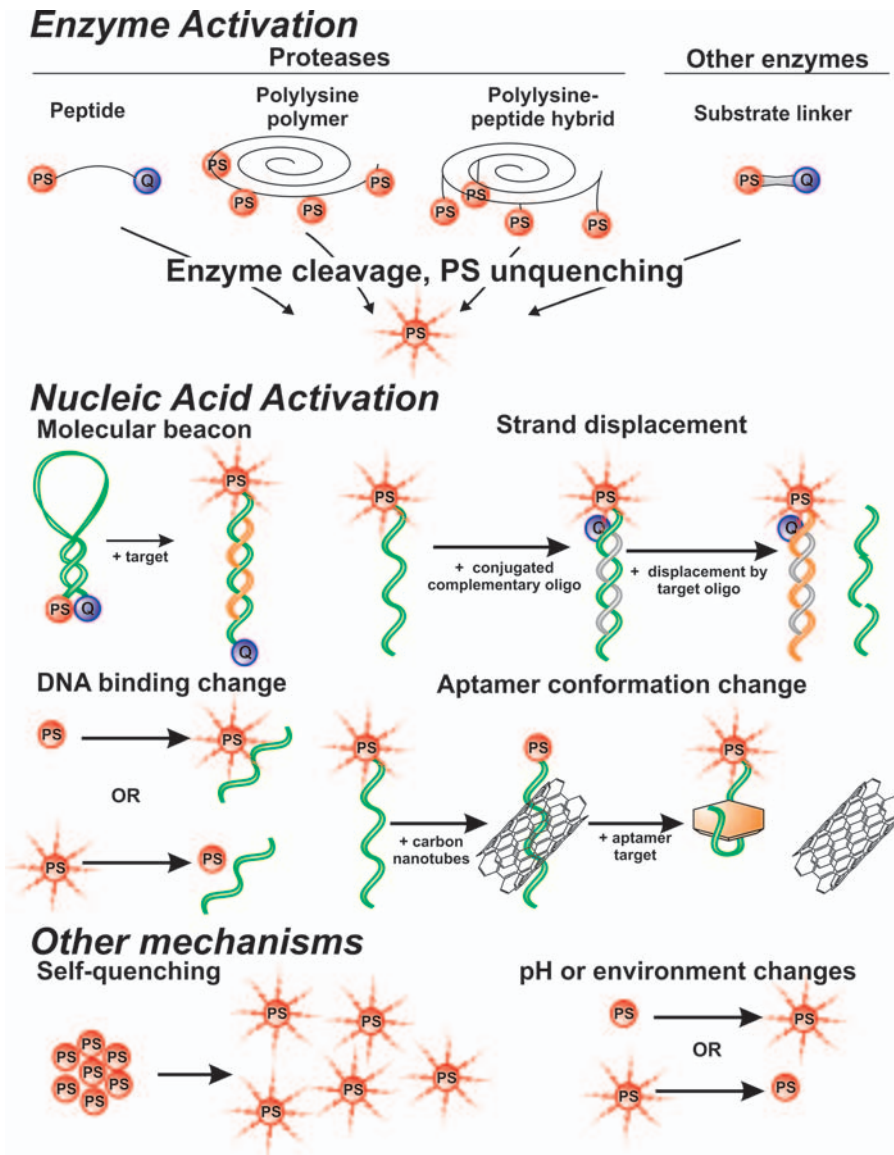 Enzyme Activation
Proteases
Other enzymes
Peptide
Polylysine
polymer
Polylysine-
peptide hybrid
Substrate linker
PS
Q
PS
PS
PS
PS
PS
PS
PS
PS
PS
Q
Enzyme cleavage, PS unquenching
PS
Nucleic Acid Activation
Molecular beacon
Strand displacement
PS
PS
PS
PS
Q
Q
+ target
+ conjugated
complementary oligo
+ displacement by
target oligo
PS
Q
Q
DNA binding change
Aptamer conformation change
PS
PS
PS
PS
PS
OR
+ carbon
nanotubes
+ aptamer
target
PS
PS
Other mechanisms
Self-quenching
pH or environment changes
PS
PS
PS
PS
PS
PS
PS
PS
PS
PS
PS
PS
PS
PS
OR
PS
PS